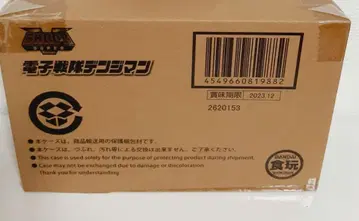 SUPER
電子戦隊デンジマン
4549660819882
賞味期限 2023.12
2620153
●本ケースは、商品輸送用の保護梱包材です。
●本ケースは、つぶれ、汚れ等による交換は出来ません。ご了承ください。
●This case is used solely for the purpose of protecting product during shipment.
●Case may not be exchanged due to damage or discoloration.
Thank you for understanding.
BANDAI
食玩